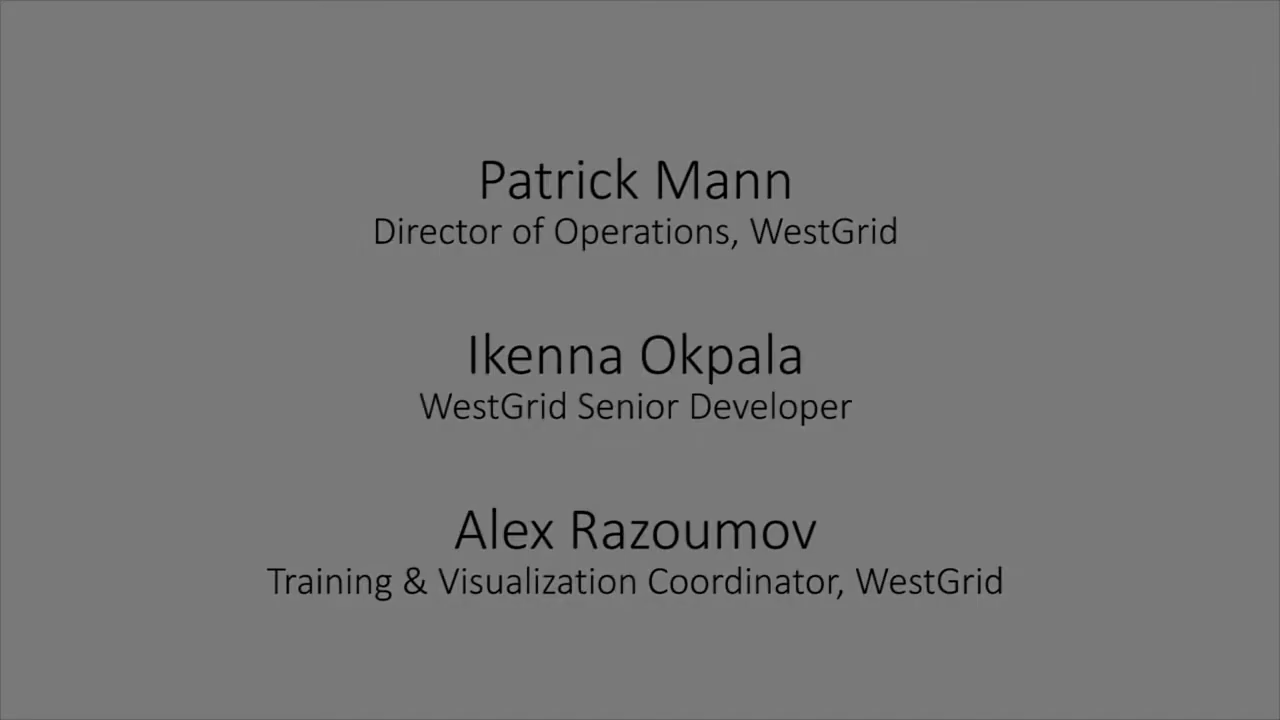 Patrick Mann
Director of Operations, WestGrid
Ikenna Okpala
WestGrid Senior Developer
Alex Razoumov
Training & Visualization Coordinator, WestGrid